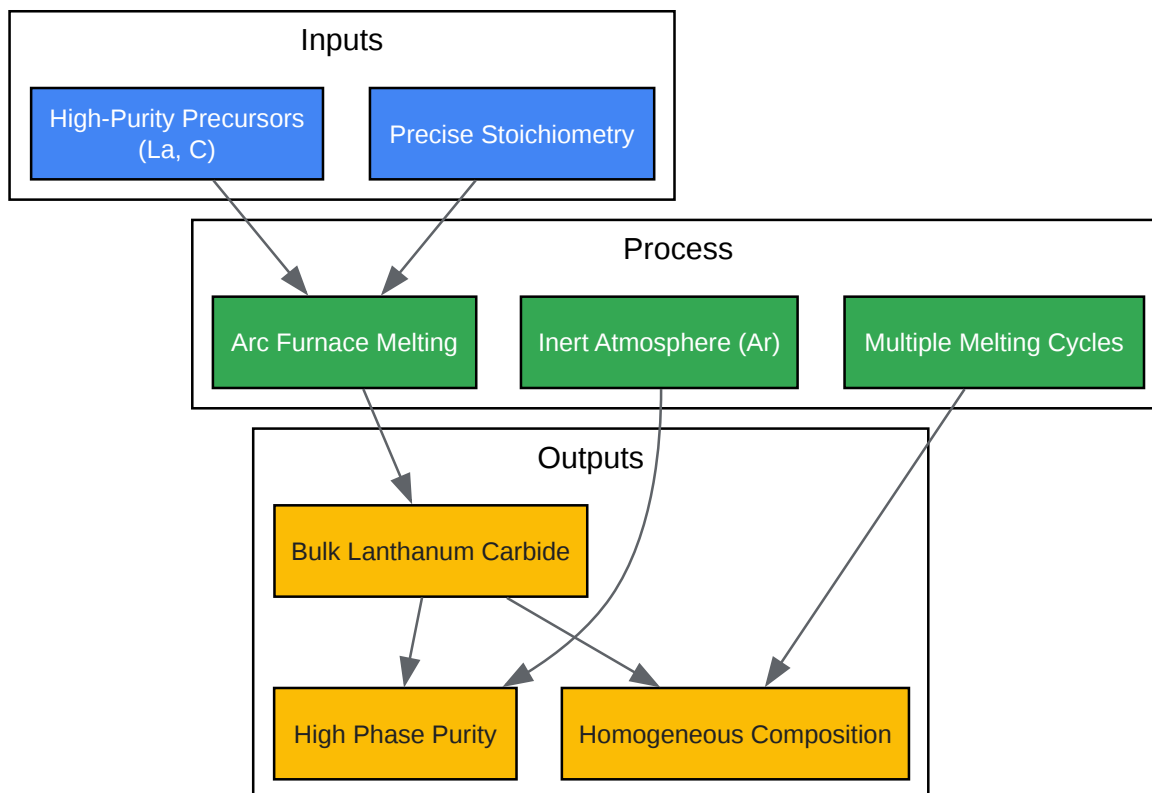 Inputs
High-Purity Precursors
(La, C)
Precise Stoichiometry
Process
Arc Furnace Melting
Inert Atmosphere (Ar)
Multiple Melting Cycles
Outputs
Bulk Lanthanum Carbide
High Phase Purity
Homogeneous Composition